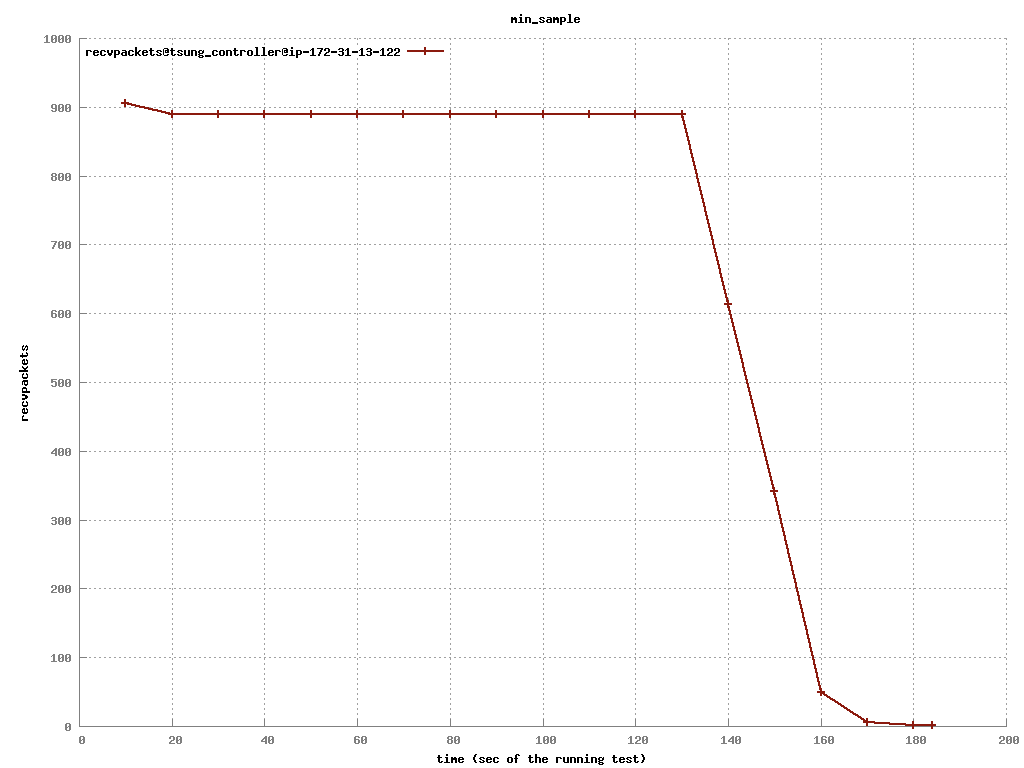 min_sample
recvpackets@tsung_controller@ip-172-31-13-122
1000
900
800
700
600
500
400
300
200
100
0
recvpackets
0 20 40 60 80 100 120 140 160 180 200
time (sec of the running test)